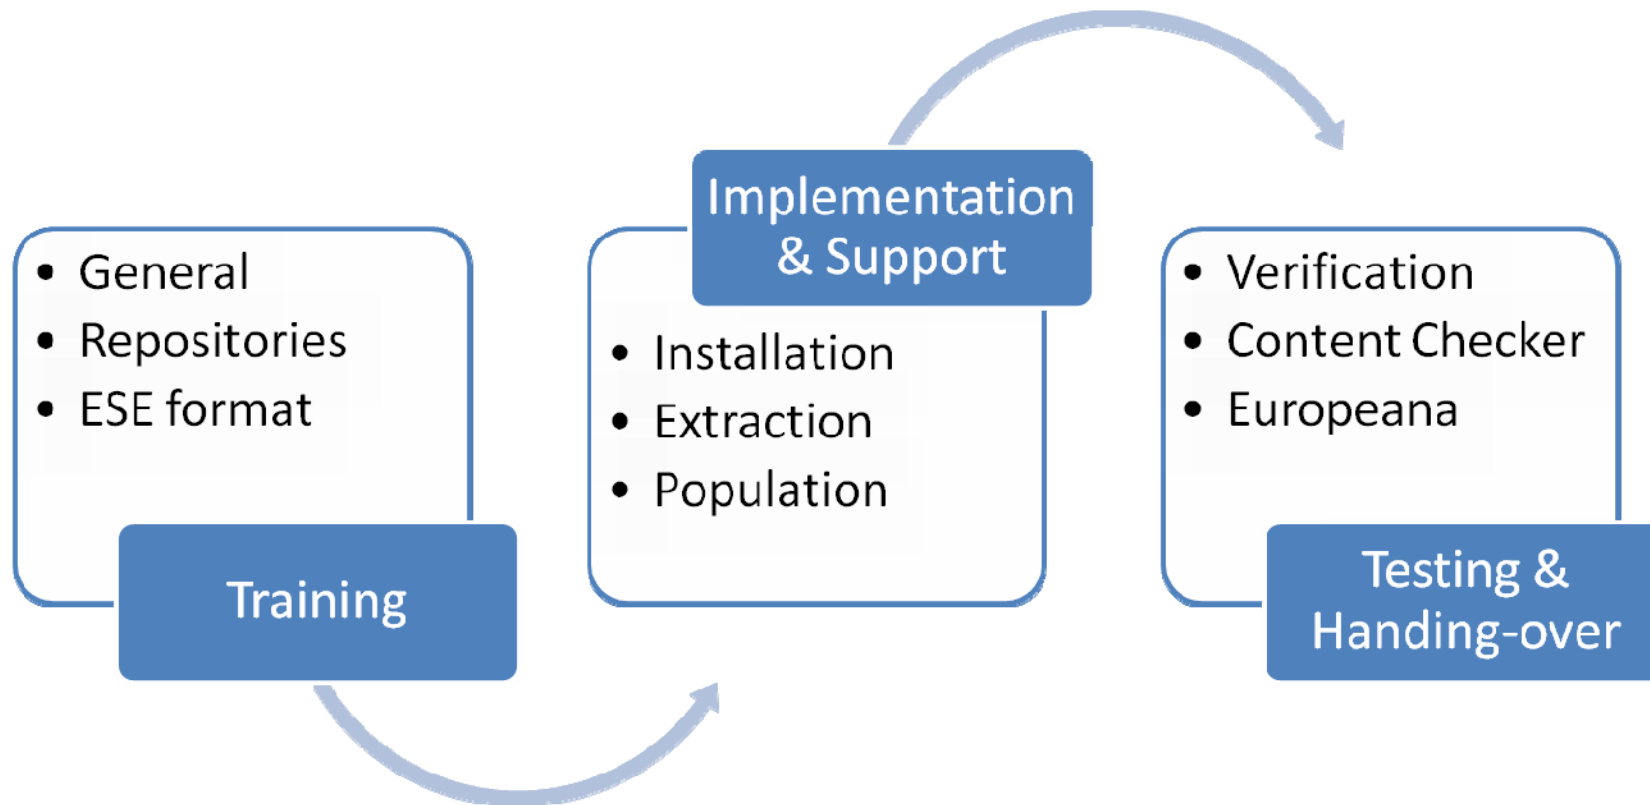 • General
• Repositories
• ESE format
Training
Implementation
& Support
• Installation
• Extraction
• Population
• Verification
• Content Checker
• Europeana
Testing &
Handing-over